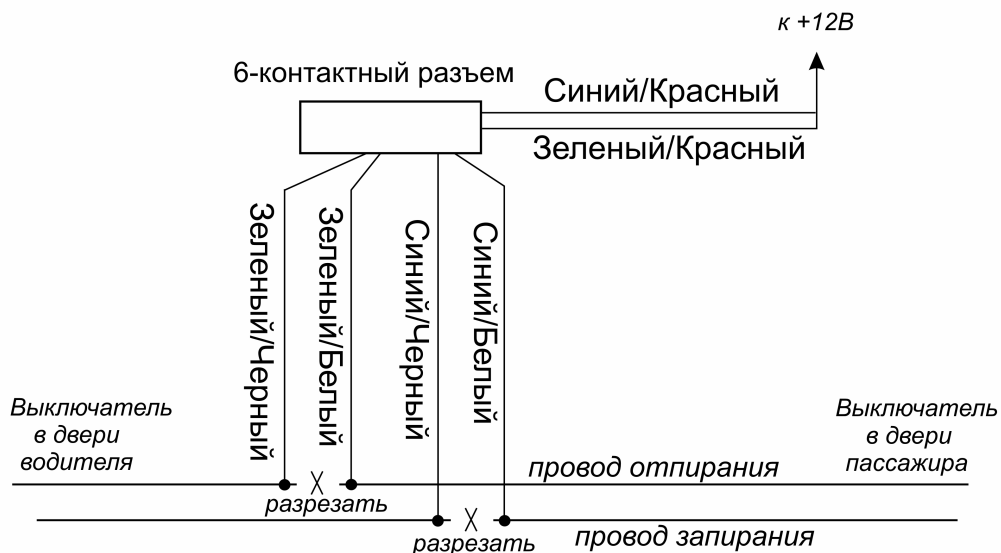 к +12В
6-контактный разъем
Синий/Красный
Зеленый/Красный
Зеленый/Черный
Зеленый/Белый
Синий/Черный
Синий/Белый
Выключатель
в двери
водителя
Выключатель
в двери
пассажира
провод отпирания
разрезать
провод запирания
разрезать